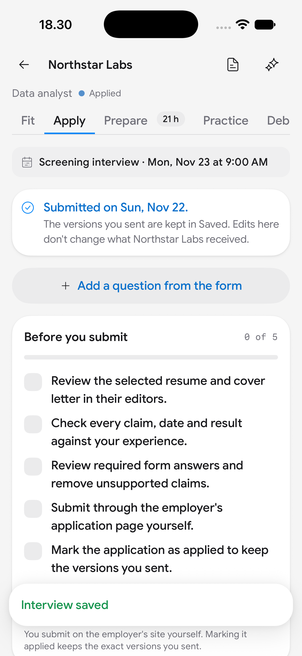 18.30
Northstar Labs
Data analyst Applied
Fit Apply Prepare 21 h Practice Deb
Screening interview · Mon, Nov 23 at 9:00 AM
Submitted on Sun, Nov 22.
The versions you sent are kept in Saved. Edits here
don't change what Northstar Labs received.
+ Add a question from the form
Before you submit 0 of 5
Review the selected resume and cover
letter in their editors.
Check every claim, date and result
against your experience.
Review required form answers and
remove unsupported claims.
Submit through the employer's
application page yourself.
Mark the application as applied to keep
the versions you sent.
Interview saved
You submit on the employer's site yourself. Marking it
applied keeps the exact versions you sent.